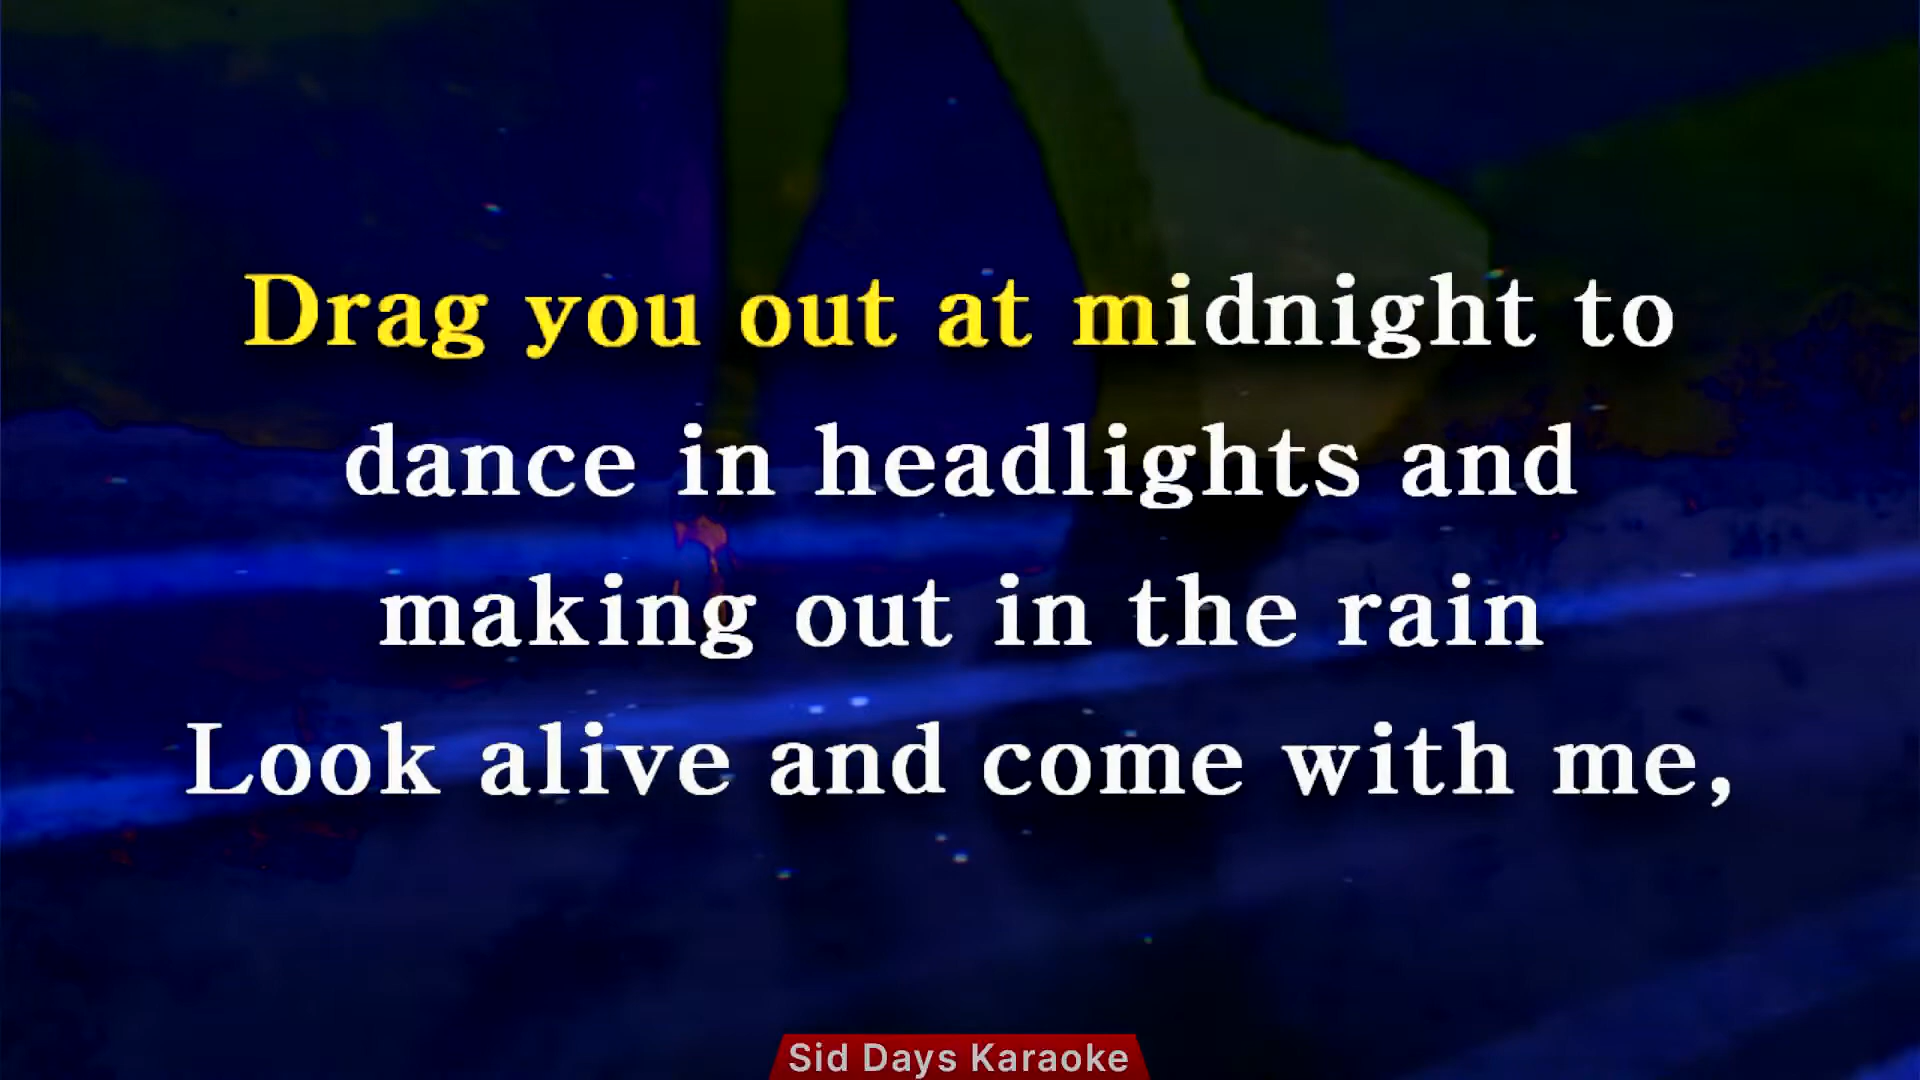 Drag you out at midnight to
dance in headlights and
making out in the rain
Look alive and come with me,
Sid Days Karaoke